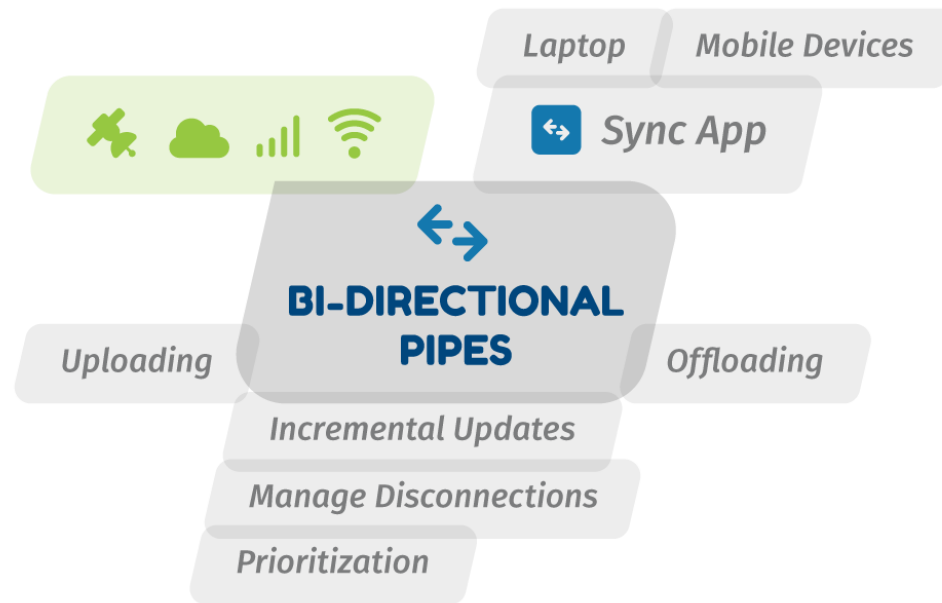 Laptop
Mobile Devices
Sync App
BI-DIRECTIONAL
PIPES
Uploading
Offloading
Incremental Updates
Manage Disconnections
Prioritization